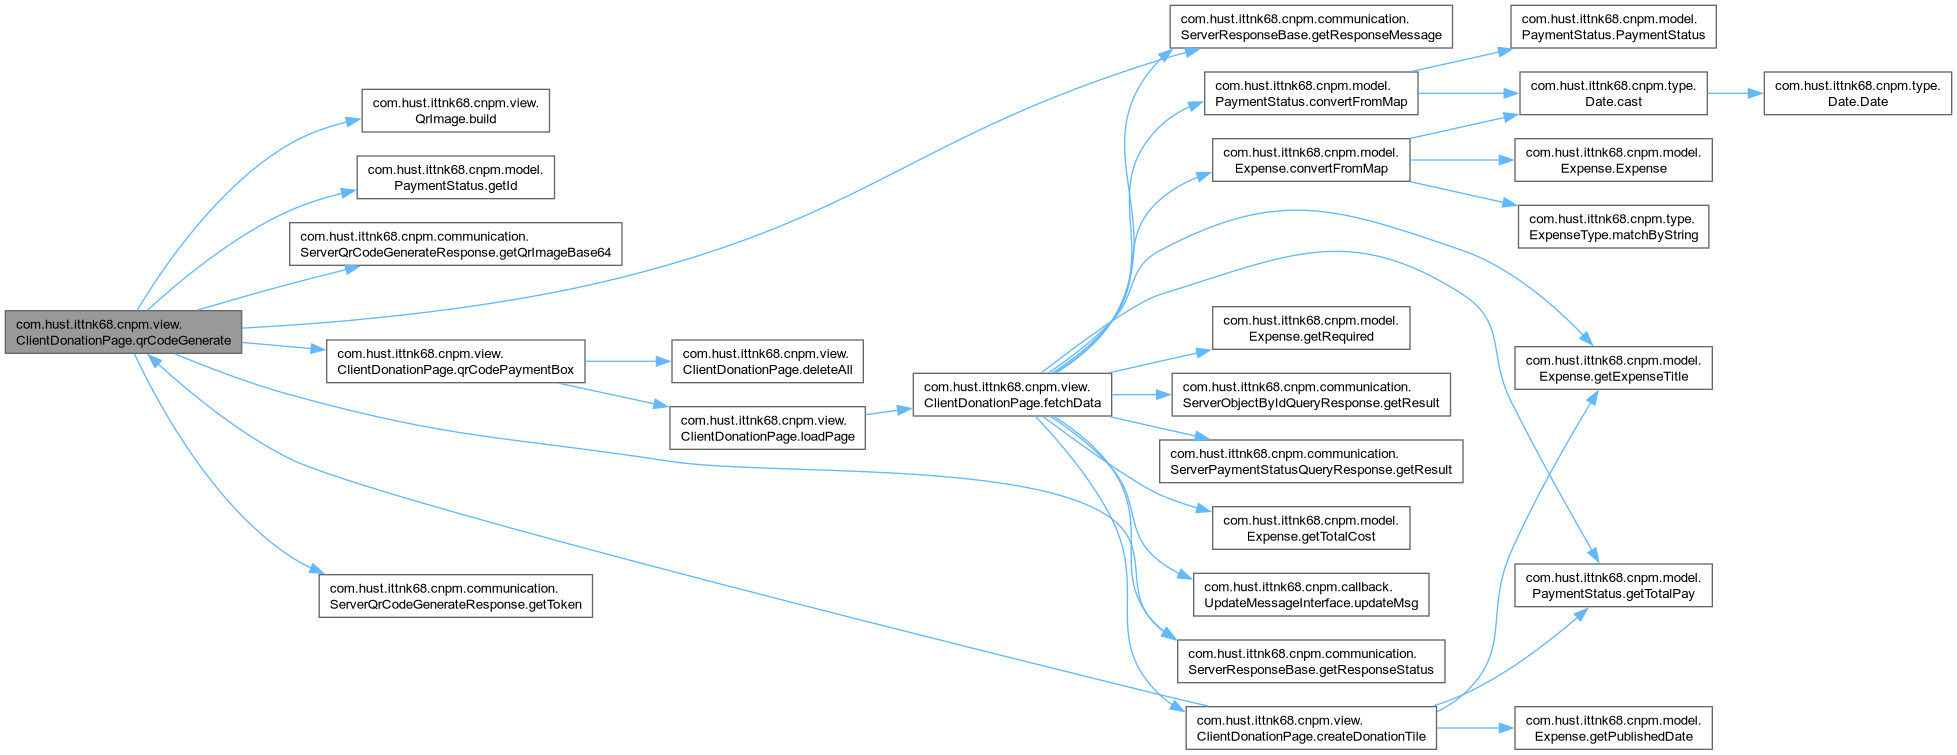 com.hust.ittnk68.cnpm.view.
ClientDonationPage.qrCodeGenerate
com.hust.ittnk68.cnpm.view.
QrImage.build
com.hust.ittnk68.cnpm.model.
PaymentStatus.getId
com.hust.ittnk68.cnpm.communication.
ServerQrCodeGenerateResponse.getQrImageBase64
com.hust.ittnk68.cnpm.view.
ClientDonationPage.qrCodePaymentBox
com.hust.ittnk68.cnpm.communication.
ServerQrCodeGenerateResponse.getToken
com.hust.ittnk68.cnpm.view.
ClientDonationPage.deleteAll
com.hust.ittnk68.cnpm.view.
ClientDonationPage.loadPage
com.hust.ittnk68.cnpm.view.
ClientDonationPage.fetchData
com.hust.ittnk68.cnpm.communication.
ServerResponseBase.getResponseMessage
com.hust.ittnk68.cnpm.model.
PaymentStatus.convertFromMap
com.hust.ittnk68.cnpm.model.
Expense.convertFromMap
com.hust.ittnk68.cnpm.model.
Expense.getRequired
com.hust.ittnk68.cnpm.communication.
ServerObjectByIdQueryResponse.getResult
com.hust.ittnk68.cnpm.communication.
ServerPaymentStatusQueryResponse.getResult
com.hust.ittnk68.cnpm.model.
Expense.getTotalCost
com.hust.ittnk68.cnpm.callback.
UpdateMessageInterface.updateMsg
com.hust.ittnk68.cnpm.communication.
ServerResponseBase.getResponseStatus
com.hust.ittnk68.cnpm.view.
ClientDonationPage.createDonationTile
com.hust.ittnk68.cnpm.model.
PaymentStatus.PaymentStatus
com.hust.ittnk68.cnpm.type.
Date.cast
com.hust.ittnk68.cnpm.model.
Expense.Expense
com.hust.ittnk68.cnpm.type.
ExpenseType.matchByString
com.hust.ittnk68.cnpm.model.
Expense.getExpenseTitle
com.hust.ittnk68.cnpm.model.
PaymentStatus.getTotalPay
com.hust.ittnk68.cnpm.model.
Expense.getPublishedDate
com.hust.ittnk68.cnpm.type.
Date.Date